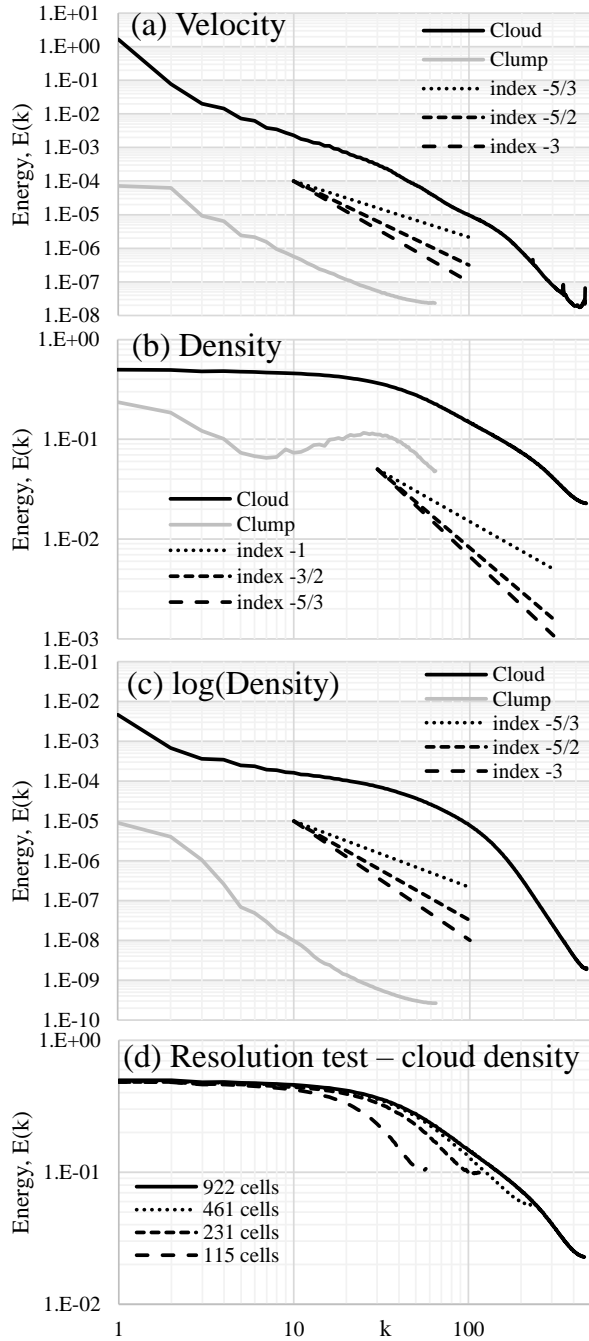 (a) Velocity
Energy, E(k)
1.E+01
1.E+00
1.E-01
1.E-02
1.E-03
1.E-04
1.E-05
1.E-06
1.E-07
1.E-08
Cloud
Clump
index -5/3
index -5/2
index -3
(b) Density
Energy, E(k)
1.E+00
1.E-01
1.E-02
1.E-03
Cloud
Clump
index -1
index -3/2
index -5/3
(c) log(Density)
Energy, E(k)
1.E-01
1.E-02
1.E-03
1.E-04
1.E-05
1.E-06
1.E-07
1.E-08
1.E-09
1.E-10
Cloud
Clump
index -5/3
index -5/2
index -3
(d) Resolution test – cloud density
Energy, E(k)
1.E+00
1.E-01
1.E-02
922 cells
461 cells
231 cells
115 cells
1 10 k 100